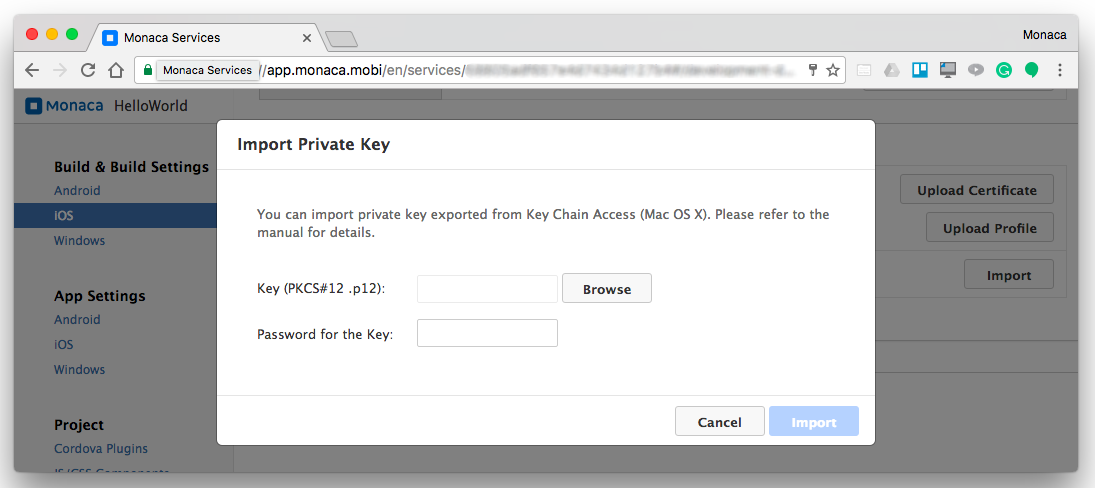 Monaca Services
Monaca
Monaca Services //app.monaca.mobi/en/services/
Monaca HelloWorld
Import Private Key
Build & Build Settings
Android
iOS
Windows
You can import private key exported from Key Chain Access (Mac OS X). Please refer to the
manual for details.
Upload Certificate
Upload Profile
Import
Key (PKCS#12 .p12):
Browse
Password for the Key:
App Settings
Android
iOS
Windows
Cancel
Import
Project
Cordova Plugins
JS/CSS Components